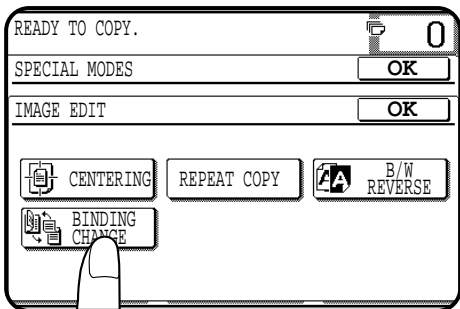 READY TO COPY. 0
SPECIAL MODES OK
IMAGE EDIT OK
CENTERING REPEAT COPY B/W
REVERSE
BINDING
CHANGE